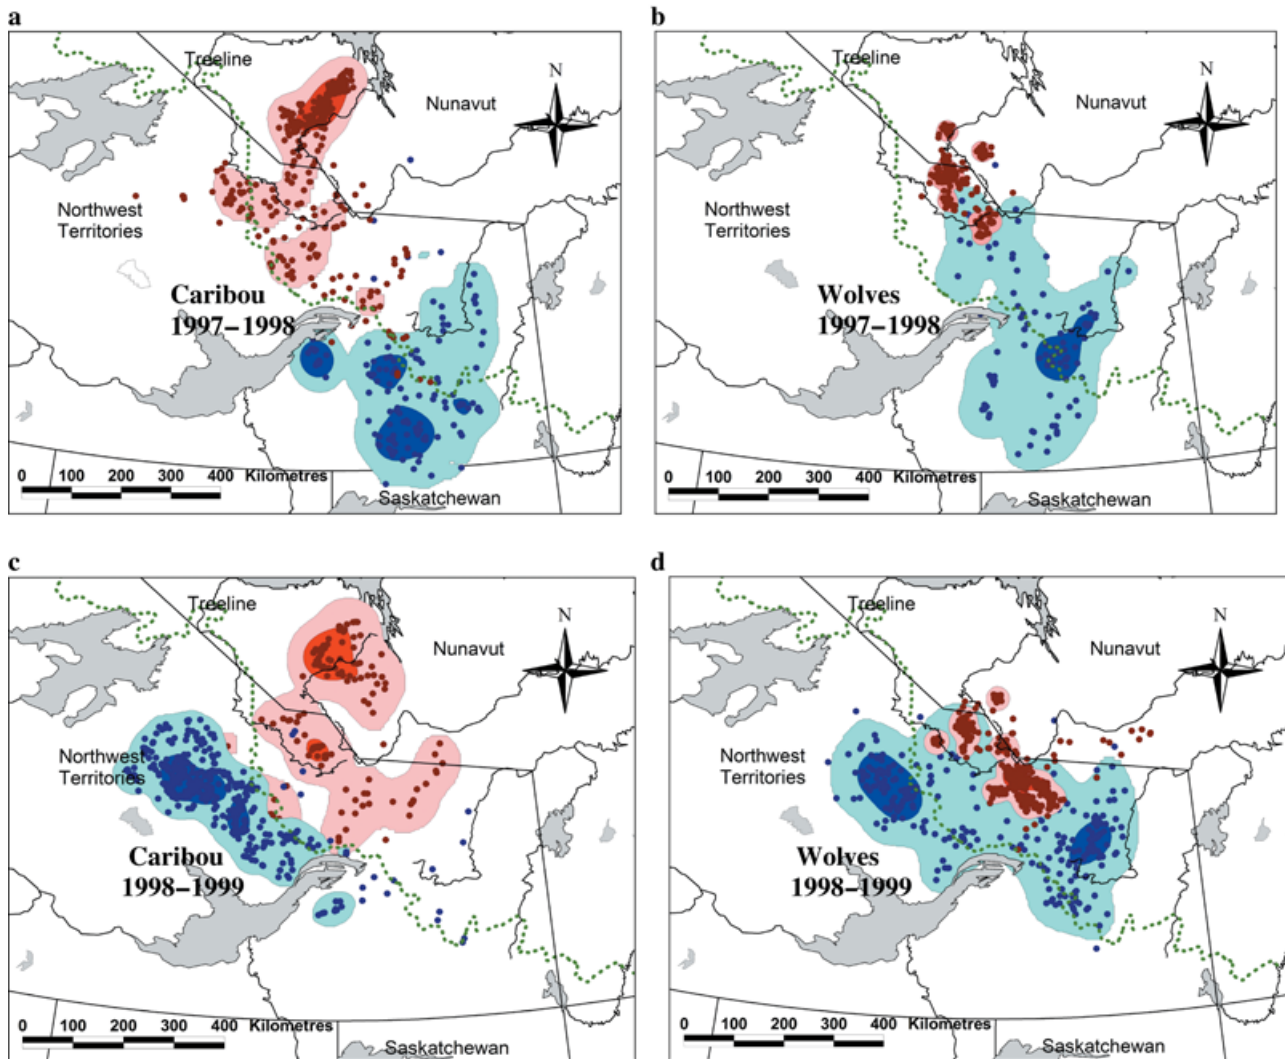 a
Treeline
N
Nunavut
Northwest
Territories
Caribou
1997–1998
0 100 200 300 400 Kilometres
Saskatchewan
b
Treeline
N
Nunavut
Northwest
Territories
Wolves
1997–1998
0 100 200 300 400 Kilometres
Saskatchewan
c
Treeline
N
Nunavut
Northwest
Territories
Caribou
1998–1999
0 100 200 300 400 Kilometres
Saskatchewan
d
Treeline
N
Nunavut
Northwest
Territories
Wolves
1998–1999
0 100 200 300 400 Kilometres
Saskatchewan